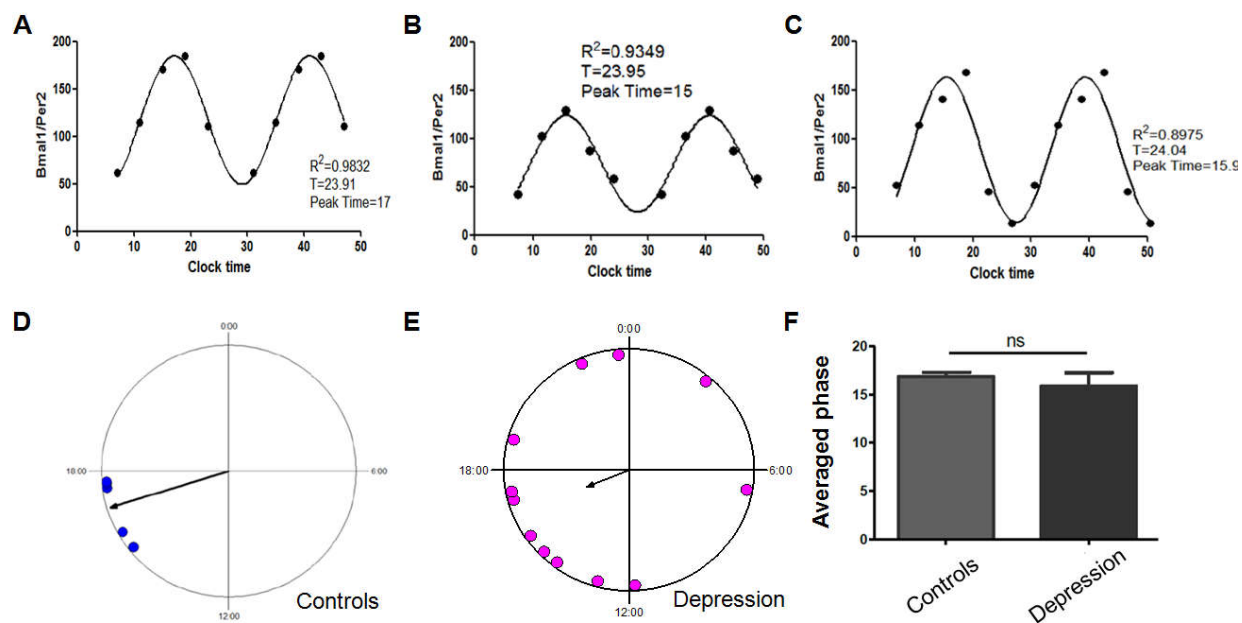 A
Bmal1/Per2
200
150
100
50
0
R²=0.9832
T=23.91
Peak Time=17
0 10 20 30 40 50
Clock time
B
Bmal1/Per2
200
150
100
50
0
R²=0.9349
T=23.95
Peak Time=15
0 10 20 30 40 50
Clock time
C
Bmal1/Per2
200
150
100
50
0
R²=0.8975
T=24.04
Peak Time=15.9
0 10 20 30 40 50
Clock time
D
0:00
18:00 6:00
12:00
Controls
E
0:00
18:00 6:00
12:00
Depression
F
Averaged phase
20
15
10
5
0
ns
Controls
Depression